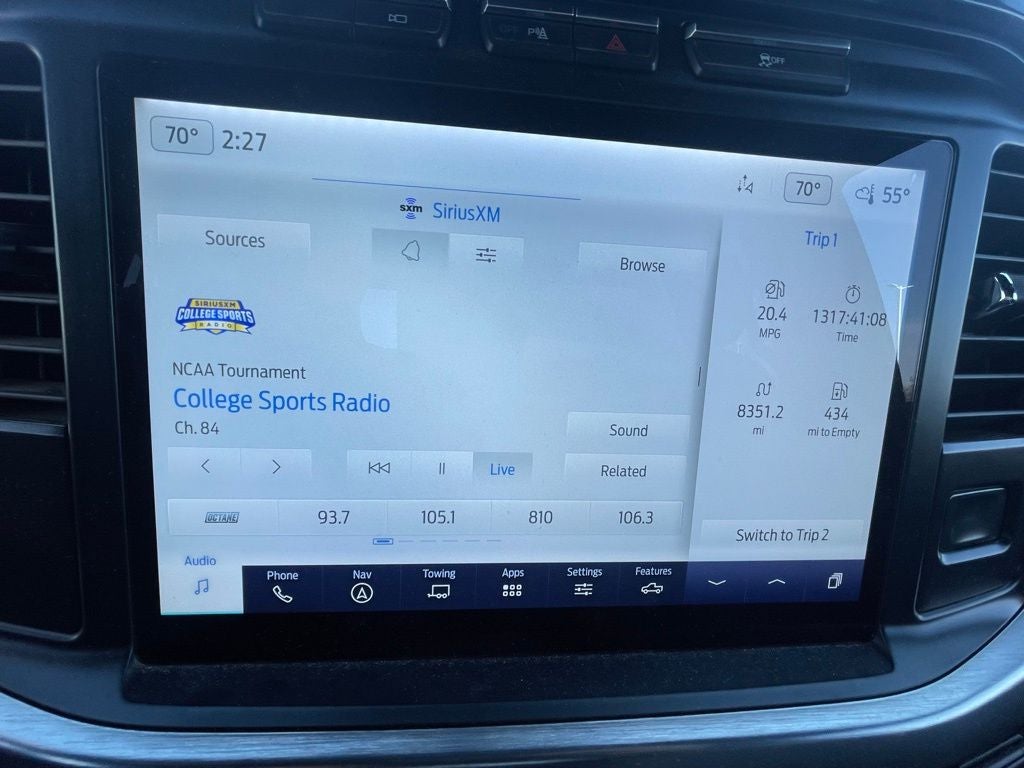 OFF P
OFF
70° 2:27
70° 55°
sxm SiriusXM
Sources
Browse
SIRIUSXM
COLLEGE SPORTS
RADIO
NCAA Tournament
College Sports Radio
Ch. 84
Sound
Live
Related
OCTANE 93.7 105.1 810 106.3
Trip 1
20.4
MPG
1317:41:08
Time
8351.2
mi
434
mi to Empty
Switch to Trip 2
Audio
Phone
Nav
Towing
Apps
Settings
Features